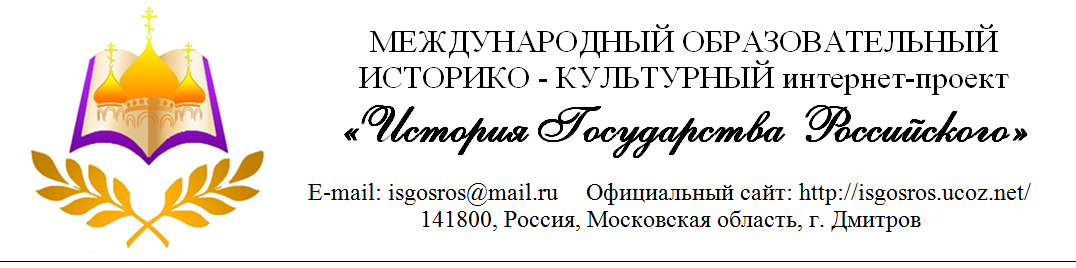 МЕЖДУНАРОДНЫЙ ОБРАЗОВАТЕЛЬНЫЙ
ИСТОРИКО - КУЛЬТУРНЫЙ интернет-проект
«История Государства Российского»
E-mail: isgosros@mail.ru Официальный сайт: http://isgosros.ucoz.net/
141800, Россия, Московская область, г. Дмитров